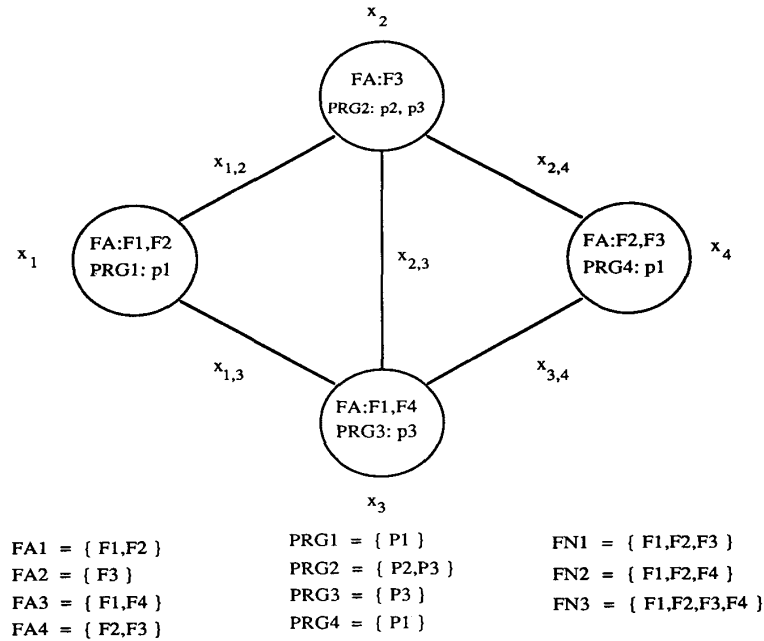 x2
FA:F3
PRG2: p2, p3
x1,2
x2,4
x1
FA:F1,F2
PRG1: p1
x2,3
FA:F2,F3
PRG4: p1
x4
x1,3
x3,4
FA:F1,F4
PRG3: p3
x3
FA1 = { F1,F2 }
FA2 = { F3 }
FA3 = { F1,F4 }
FA4 = { F2,F3 }
PRG1 = { P1 }
PRG2 = { P2,P3 }
PRG3 = { P3 }
PRG4 = { P1 }
FN1 = { F1,F2,F3 }
FN2 = { F1,F2,F4 }
FN3 = { F1,F2,F3,F4 }